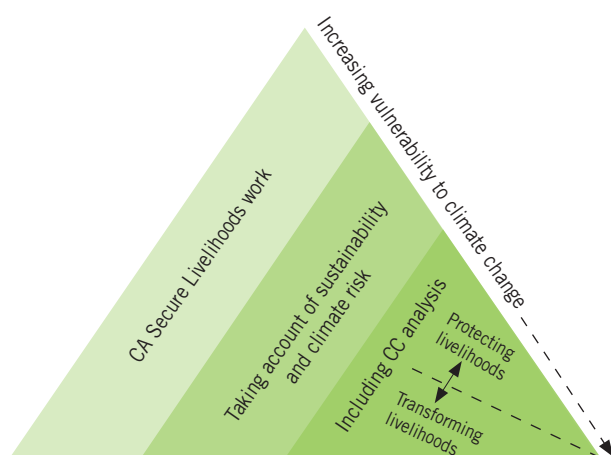 Increasing vulnerability to climate change
CA Secure Livelihoods work
Taking account of sustainability
and climate risk
Including CC analysis
Protecting
livelihoods
Transforming
livelihoods